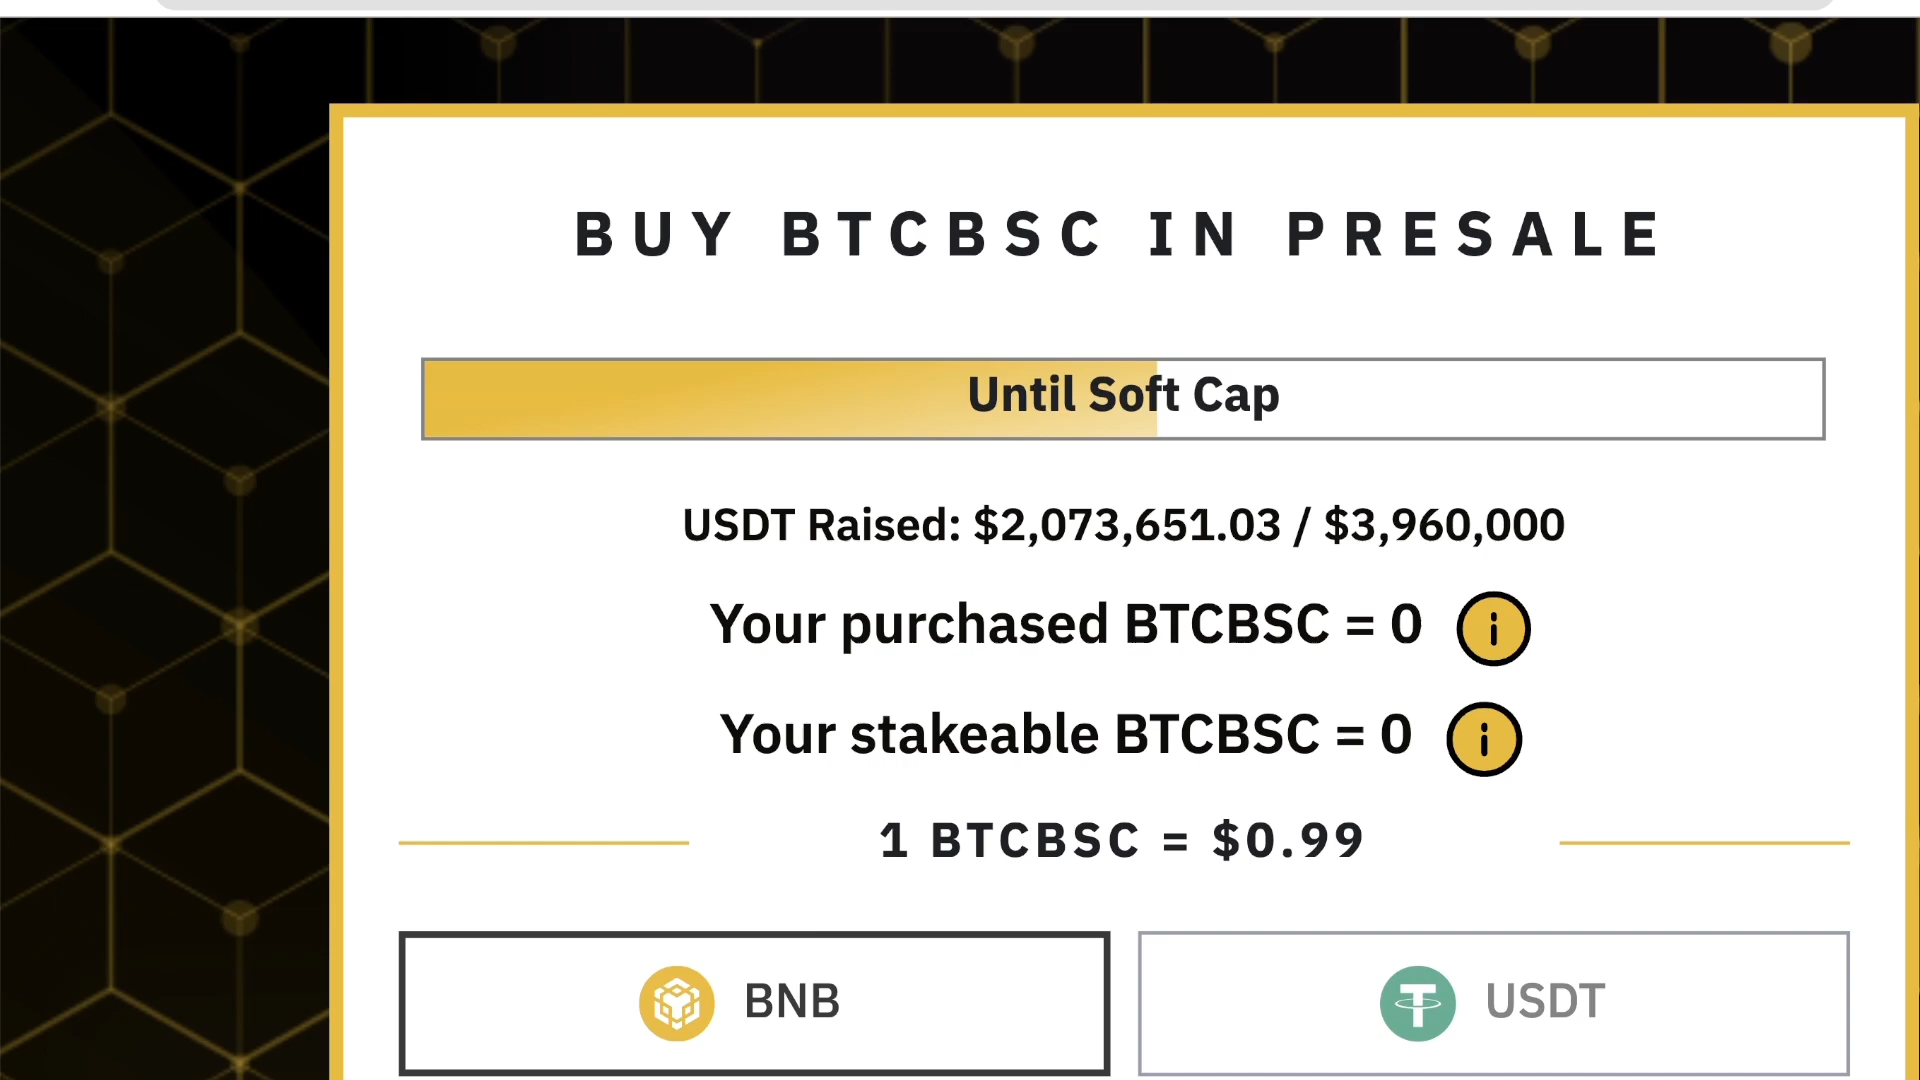 BUY BTCBSC IN PRESALE
Until Soft Cap
USDT Raised: $2,073,651.03 / $3,960,000
Your purchased BTCBSC = 0 i
Your stakeable BTCBSC = 0 i
1 BTCBSC = $0.99
BNB
USDT